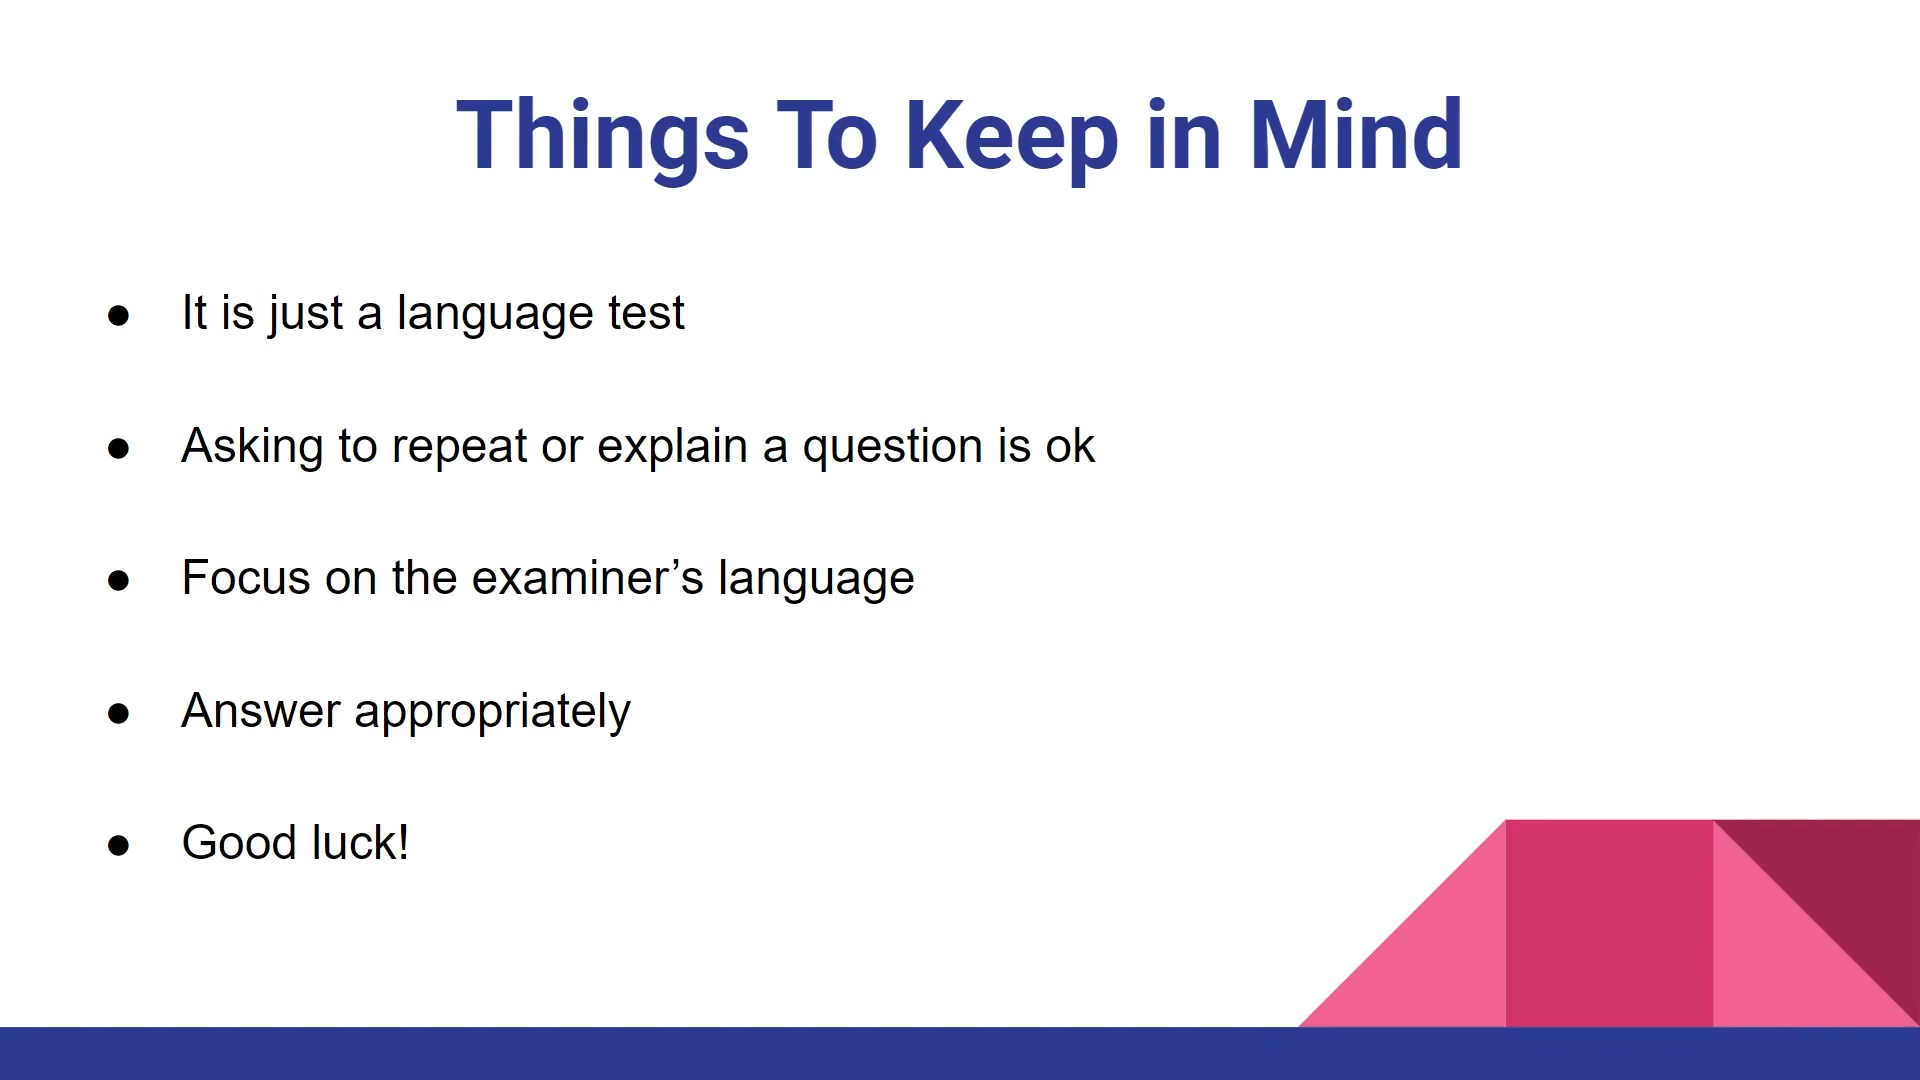 Things To Keep in Mind
● It is just a language test
● Asking to repeat or explain a question is ok
● Focus on the examiner’s language
● Answer appropriately
● Good luck!